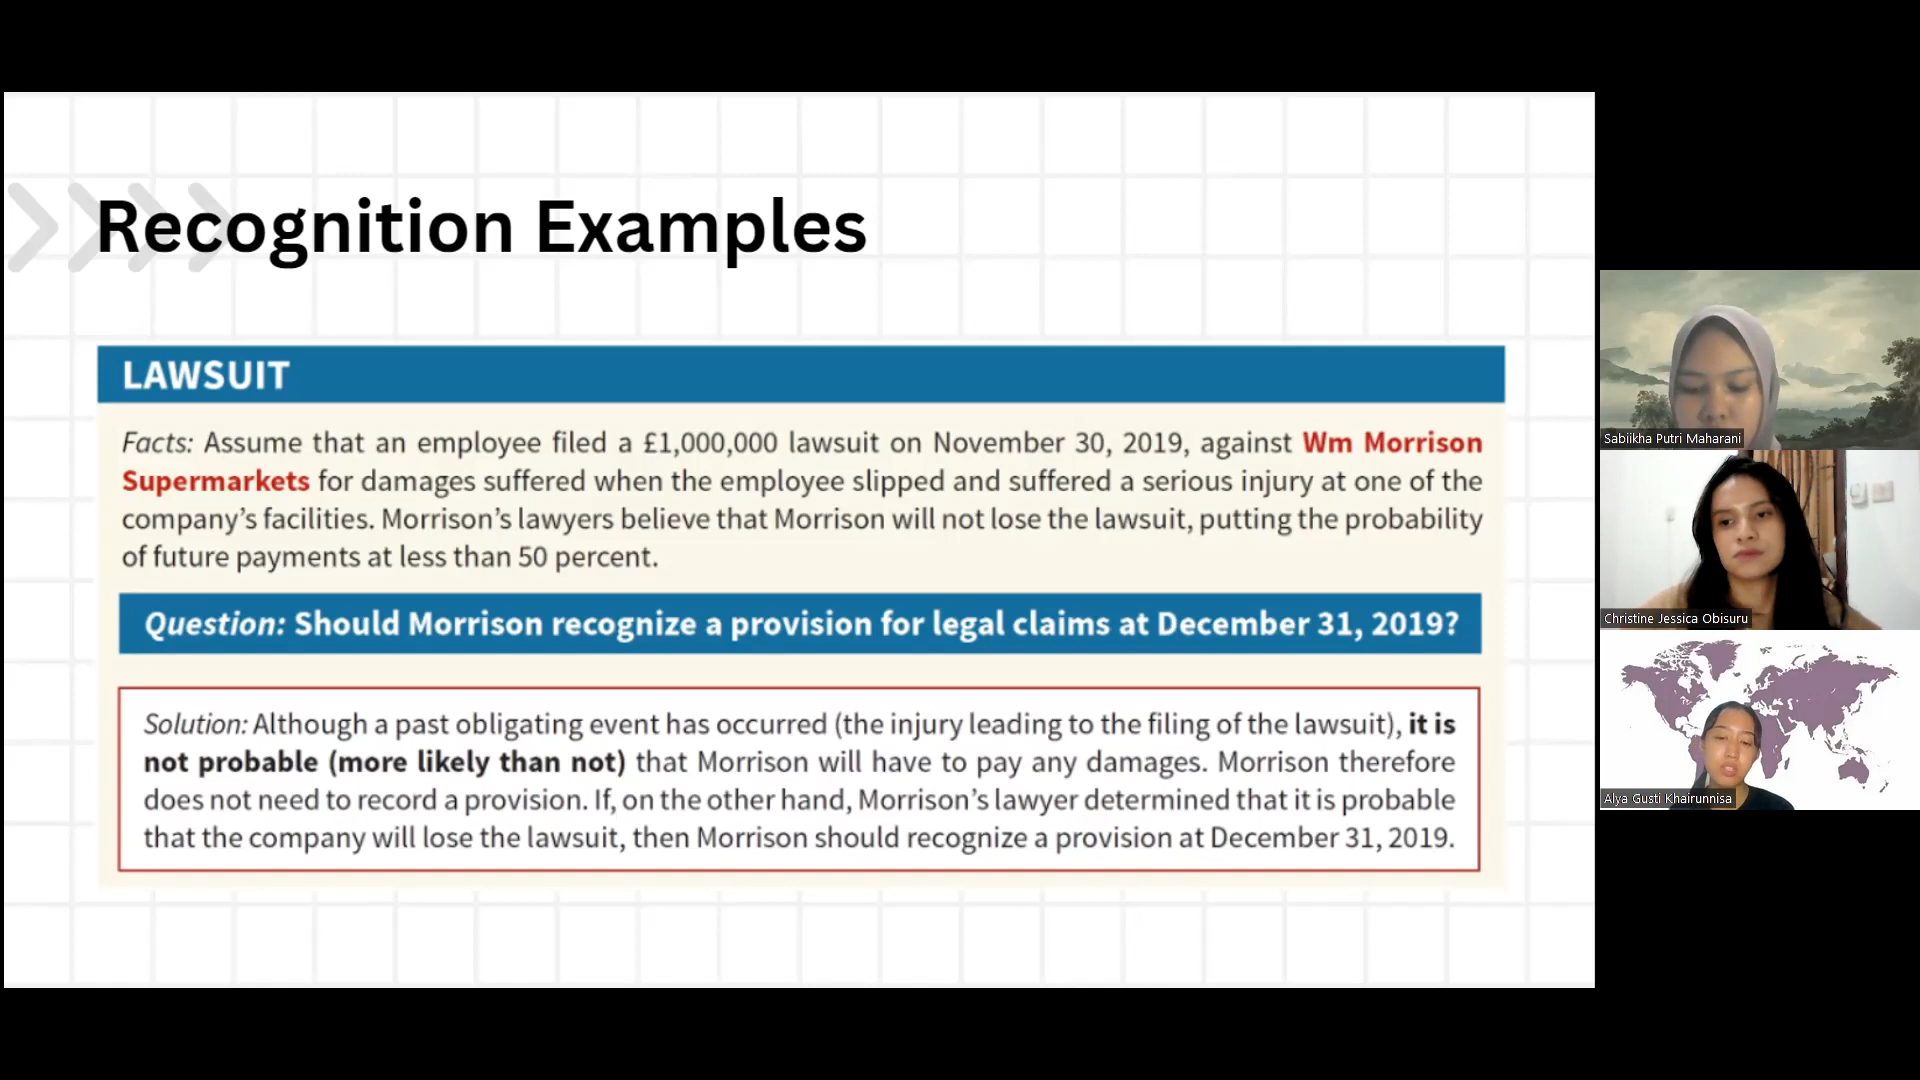 Recognition Examples
LAWSUIT
Facts: Assume that an employee filed a £1,000,000 lawsuit on November 30, 2019, against Wm Morrison
Supermarkets for damages suffered when the employee slipped and suffered a serious injury at one of the
company’s facilities. Morrison’s lawyers believe that Morrison will not lose the lawsuit, putting the probability
of future payments at less than 50 percent.
Question: Should Morrison recognize a provision for legal claims at December 31, 2019?
Solution: Although a past obligating event has occurred (the injury leading to the filing of the lawsuit), it is
not probable (more likely than not) that Morrison will have to pay any damages. Morrison therefore
does not need to record a provision. If, on the other hand, Morrison’s lawyer determined that it is probable
that the company will lose the lawsuit, then Morrison should recognize a provision at December 31, 2019.
Sabiikha Putri Maharani
Christine Jessica Obisuru
Alya Gusti Khairunnisa